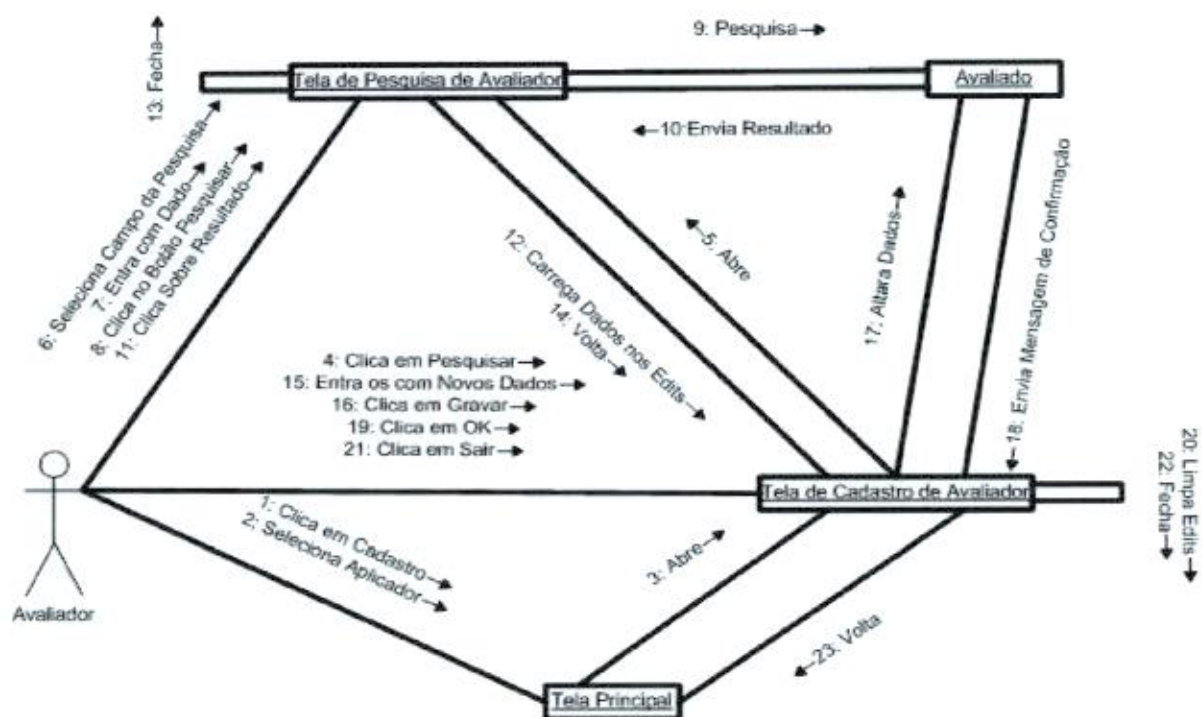 9: Pesquisa
13: Fecha
Tela de Pesquisa de Avaliador
Avaliado
10:Envia Resultado
6: Seleciona Campo da Pesquisa
7: Entra com Dado
8: Clica no Botão Pesquisar
11: Clica Sobre Resultado
5: Abre
12: Carrega Dados nos Edits
14: Volta
17: Altara Dados
18: Envia Mensagem de Confirmação
4: Clica em Pesquisar
15: Entra os com Novos Dados
16: Clica em Gravar
19: Clica em OK
21: Clica em Sair
20: Limpa Edits
22: Fecha
Tela de Cadastro de Avaliador
1: Clica em Cadastro
2: Seleciona Aplicador
3: Abre
Avaliador
23: Volta
Tela Principal